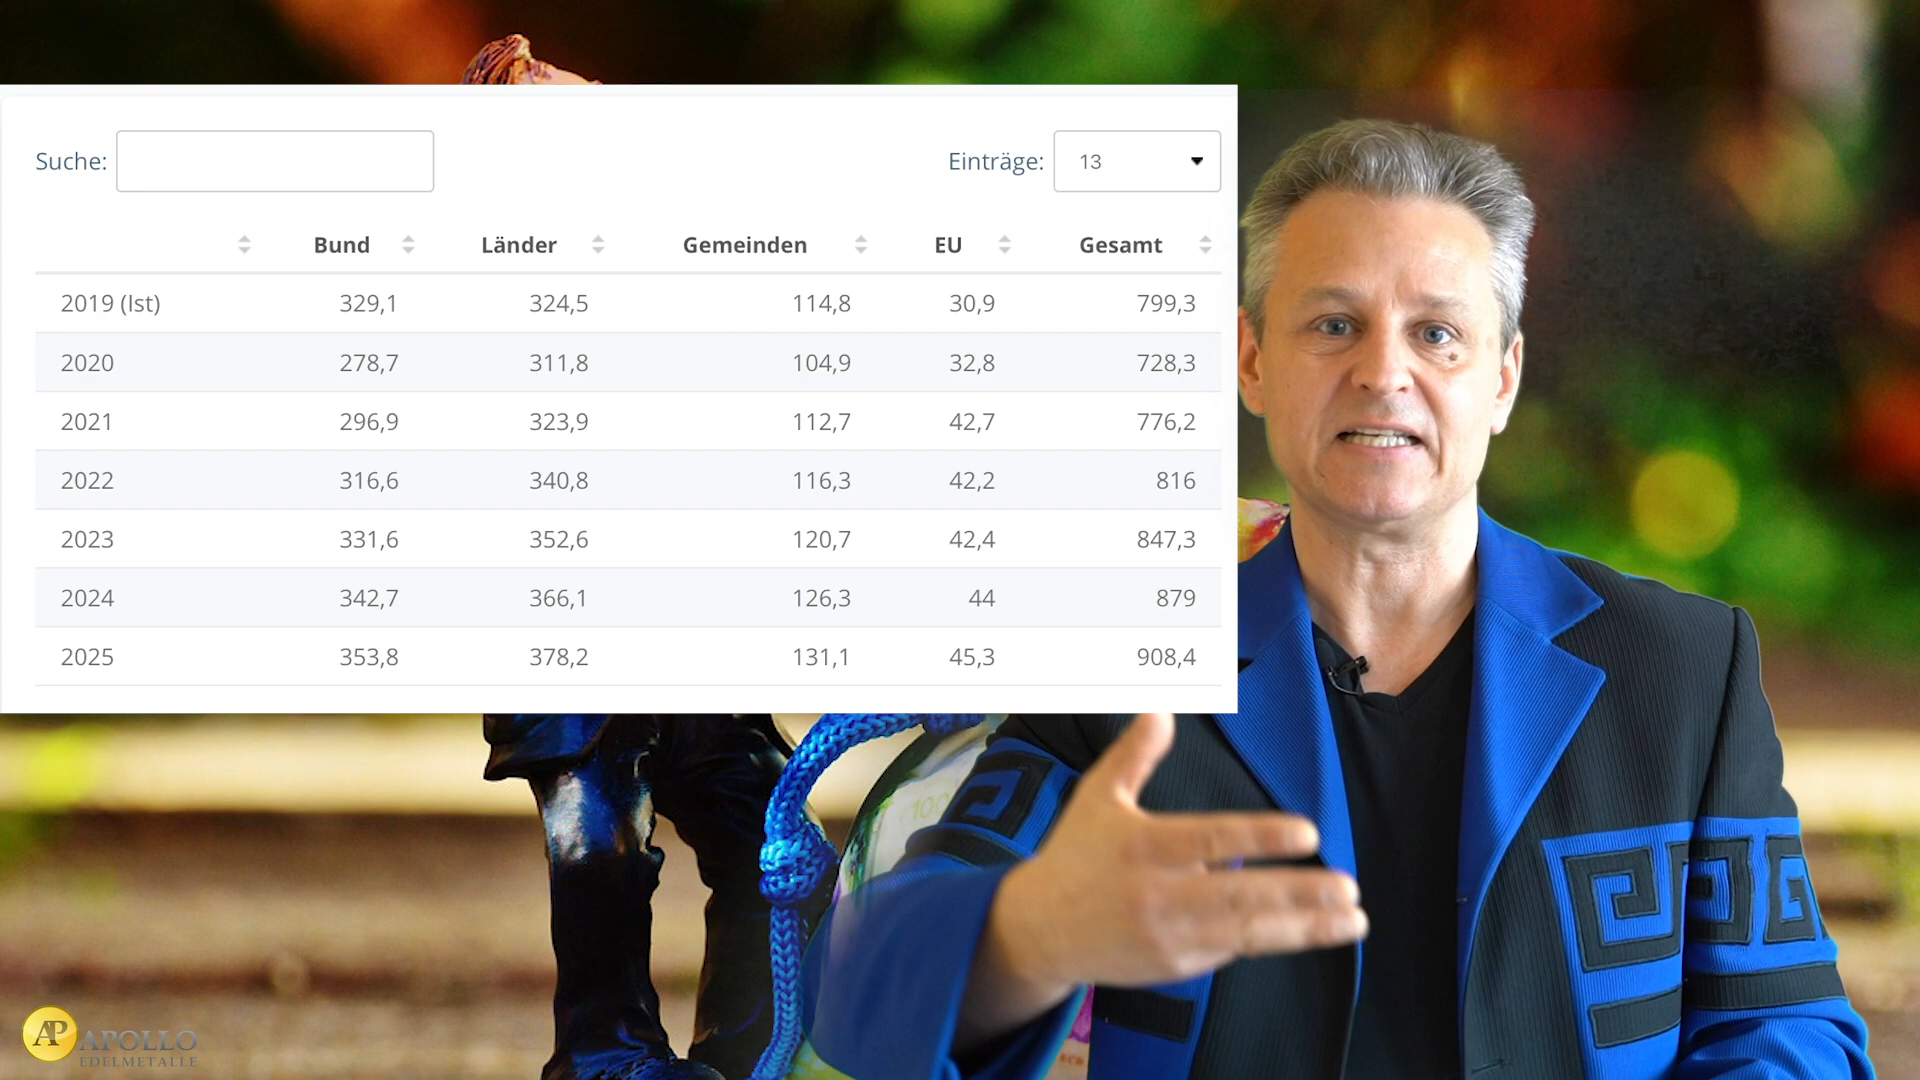 Suche:
Einträge: 13
Bund Länder Gemeinden EU Gesamt
2019 (Ist) 329,1 324,5 114,8 30,9 799,3
2020 278,7 311,8 104,9 32,8 728,3
2021 296,9 323,9 112,7 42,7 776,2
2022 316,6 340,8 116,3 42,2 816
2023 331,6 352,6 120,7 42,4 847,3
2024 342,7 366,1 126,3 44 879
2025 353,8 378,2 131,1 45,3 908,4
100
AP APOLLO
EDELMETALLE